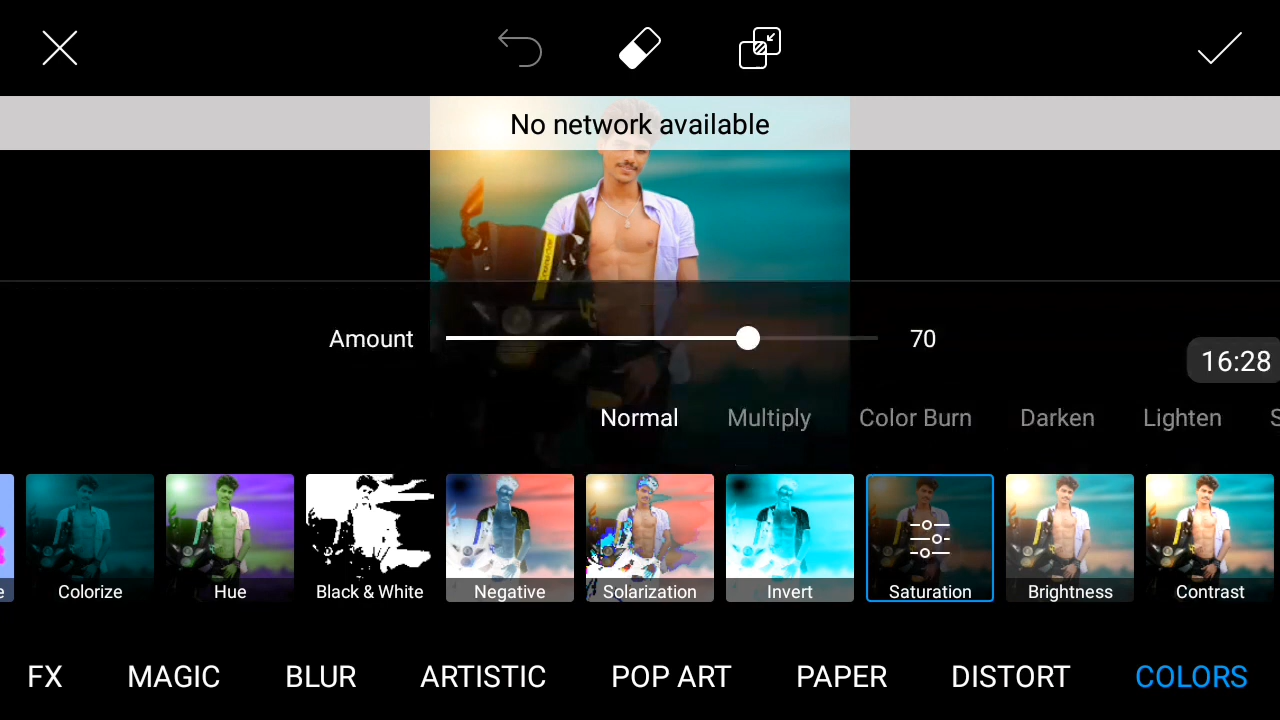 No network available
Amount 70
16:28
Normal Multiply Color Burn Darken Lighten S
e Colorize Hue Black & White Negative Solarization Invert Saturation Brightness Contrast
FX MAGIC BLUR ARTISTIC POP ART PAPER DISTORT COLORS